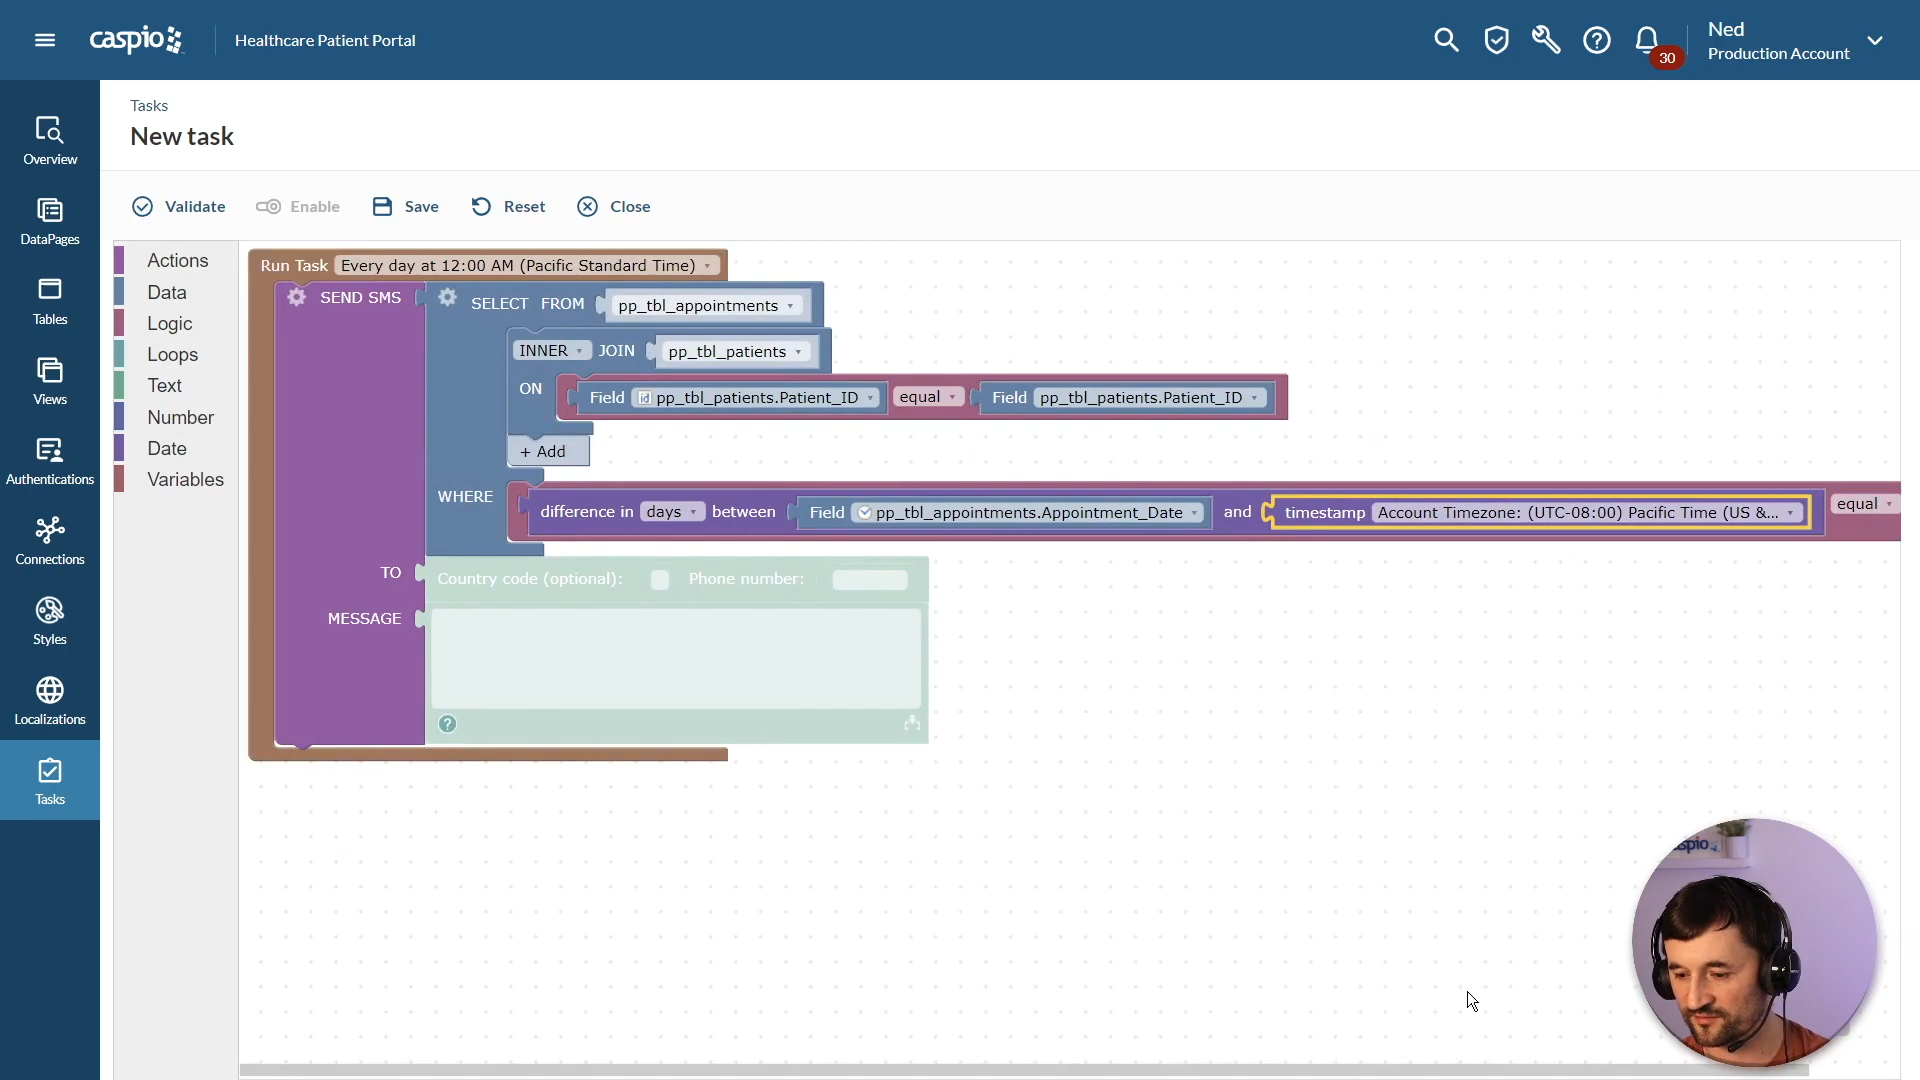 caspio
Healthcare Patient Portal
30
Ned
Production Account
Overview
DataPages
Tables
Views
Authentications
Connections
Styles
Localizations
Tasks
Tasks
New task
Validate
Enable
Save
Reset
Close
Actions
Data
Logic
Loops
Text
Number
Date
Variables
Run Task Every day at 12:00 AM (Pacific Standard Time)
SEND SMS SELECT FROM pp_tbl_appointments
INNER JOIN pp_tbl_patients
ON Field id pp_tbl_patients.Patient_ID equal Field pp_tbl_patients.Patient_ID
+ Add
WHERE difference in days between Field pp_tbl_appointments.Appointment_Date and timestamp Account Timezone: (UTC-08:00) Pacific Time (US &... equal
TO Country code (optional): Phone number:
MESSAGE
?
caspio